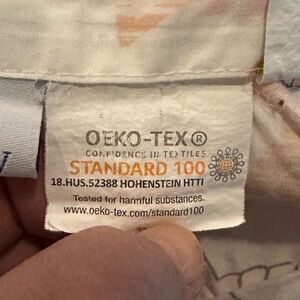 OEKO-TEX®
CONFIDENCE IN TEXTILES
STANDARD 100
18.HUS.52388 HOHENSTEIN HTTI
Tested for harmful substances.
www.oeko-tex.com/standard100